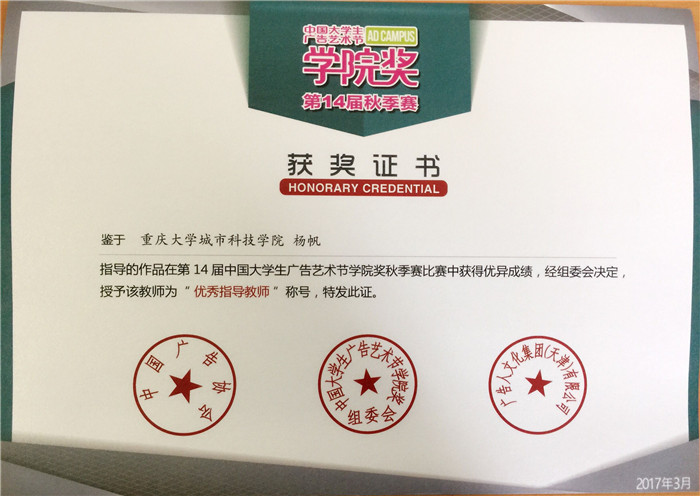 中国大学生
广告艺术节 AD CAMPUS
学院奖
第14届秋季赛
获奖证书
HONORARY CREDENTIAL
鉴于 重庆大学城市科技学院 杨帆
指导的作品在第14届中国大学生广告艺术节学院奖秋季赛比赛中获得优异成绩，经组委会决定，
授予该教师为“优秀指导教师”称号，特发此证。
中国广告协会
中国大学生广告艺术节学院奖
组委会
广告人文化集团(天津)有限公司
2017年3月